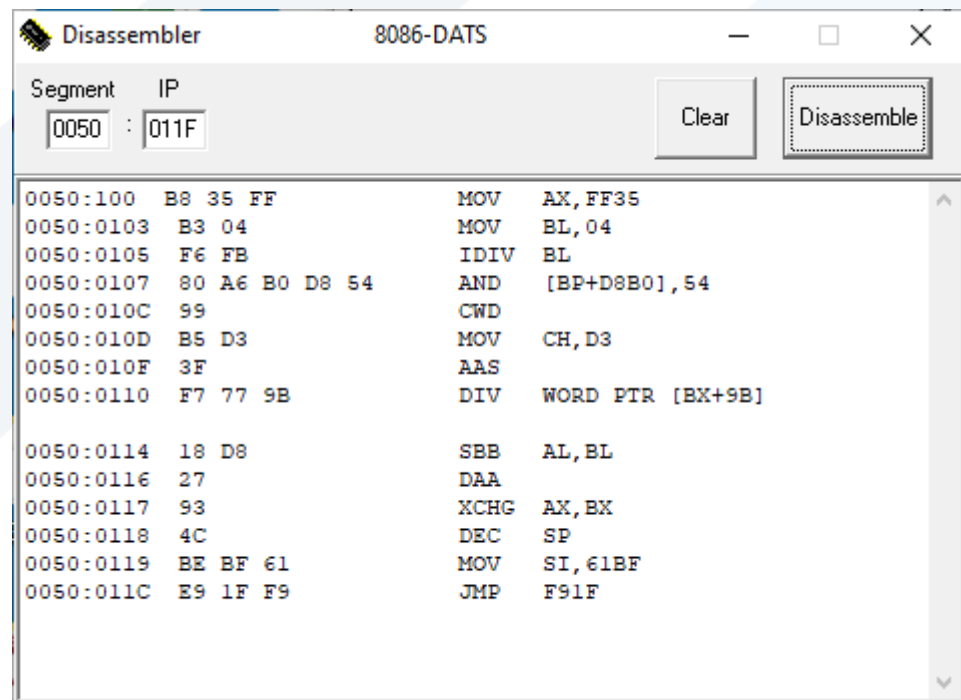 Disassembler 8086-DATS
Segment IP
0050 : 011F Clear Disassemble
0050:100 B8 35 FF MOV AX,FF35
0050:0103 B3 04 MOV BL,04
0050:0105 F6 FB IDIV BL
0050:0107 80 A6 B0 D8 54 AND [BP+D8B0],54
0050:010C 99 CWD
0050:010D B5 D3 MOV CH,D3
0050:010F 3F AAS
0050:0110 F7 77 9B DIV WORD PTR [BX+9B]
0050:0114 18 D8 SBB AL,BL
0050:0116 27 DAA
0050:0117 93 XCHG AX,BX
0050:0118 4C DEC SP
0050:0119 BE BF 61 MOV SI,61BF
0050:011C E9 1F F9 JMP F91F